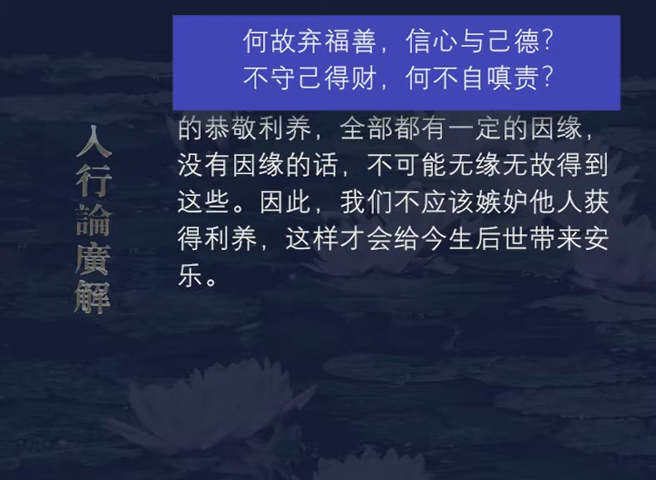 何故弃福善，信心与己德？
不守己得财，何不自嗔责？
的恭敬利养，全部都有一定的因缘，
没有因缘的话，不可能无缘无故得到
这些。因此，我们不应该嫉妒他人获
得利养，这样才会给今生后世带来安
乐。
入行論廣解